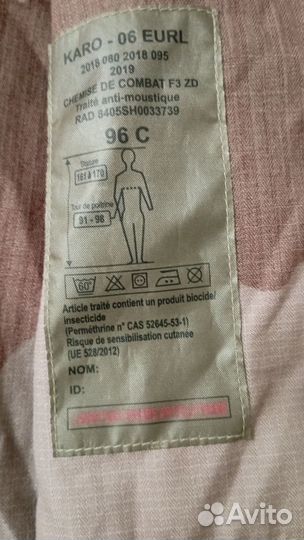 KARO - 06 EURL
2018 080 2018 095
2019
CHEMISE DE COMBAT F3 ZD
Traité anti-moustique
RAD 8405SH0033739
96 C
Stature
161 à 170
Tour de poitrine
91 - 98
60°
Article traité contient un produit biocide/
insecticide
(Perméthrine n° CAS 52645-53-1)
Risque de sensibilisation cutanée
(UE 528/2012)
NOM:
ID:
Avito